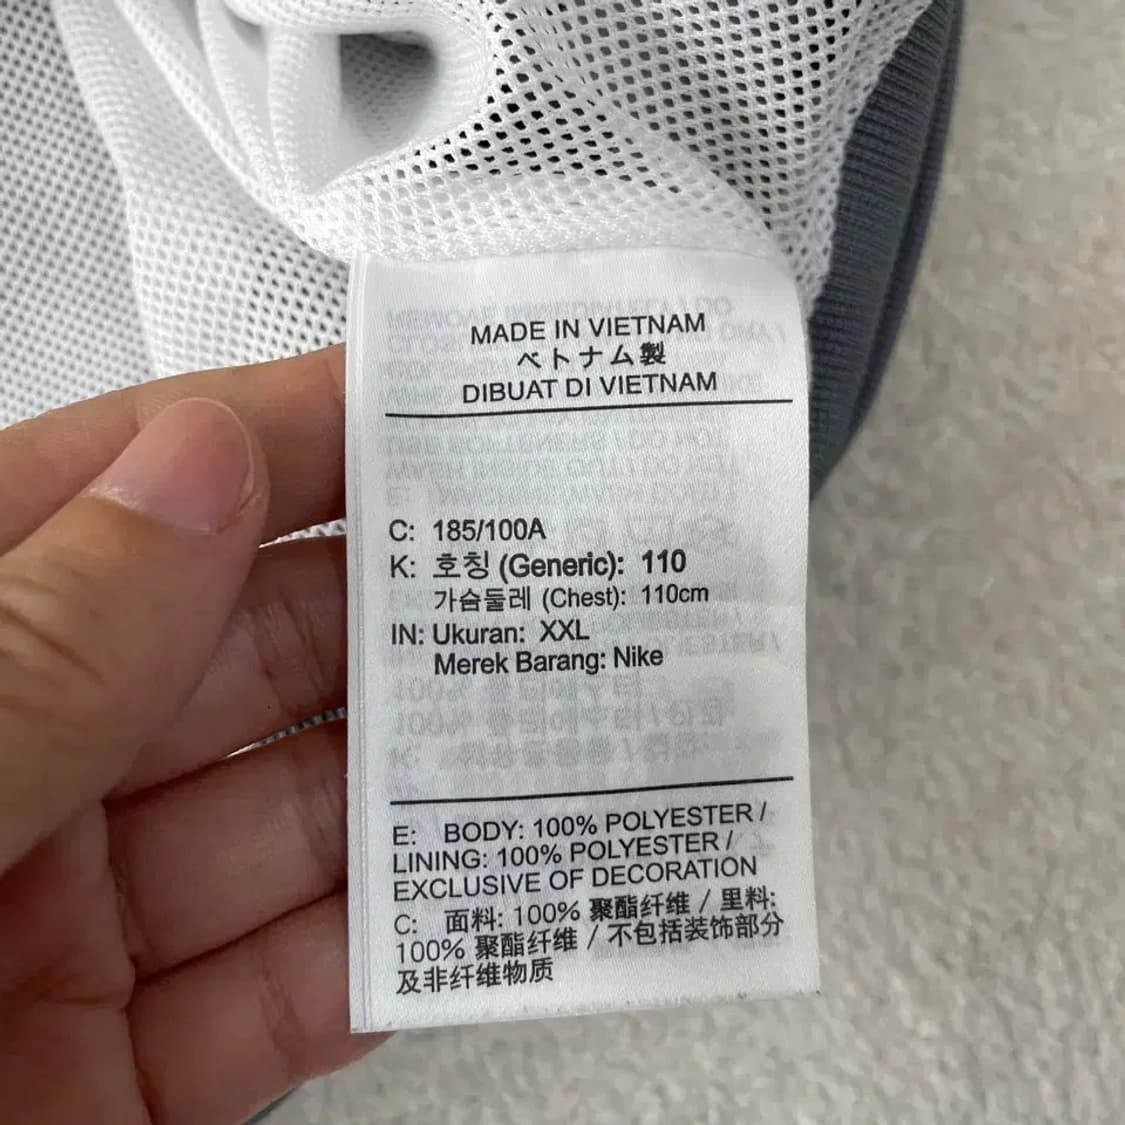 MADE IN VIETNAM
ベトナム製
DIBUAT DI VIETNAM
C: 185/100A
K: 호칭 (Generic): 110
가슴둘레 (Chest): 110cm
IN: Ukuran: XXL
Merek Barang: Nike
E: BODY: 100% POLYESTER /
LINING: 100% POLYESTER /
EXCLUSIVE OF DECORATION
C: 面料: 100% 聚酯纤维 / 里料:
100% 聚酯纤维 / 不包括装饰部分
及非纤维物质